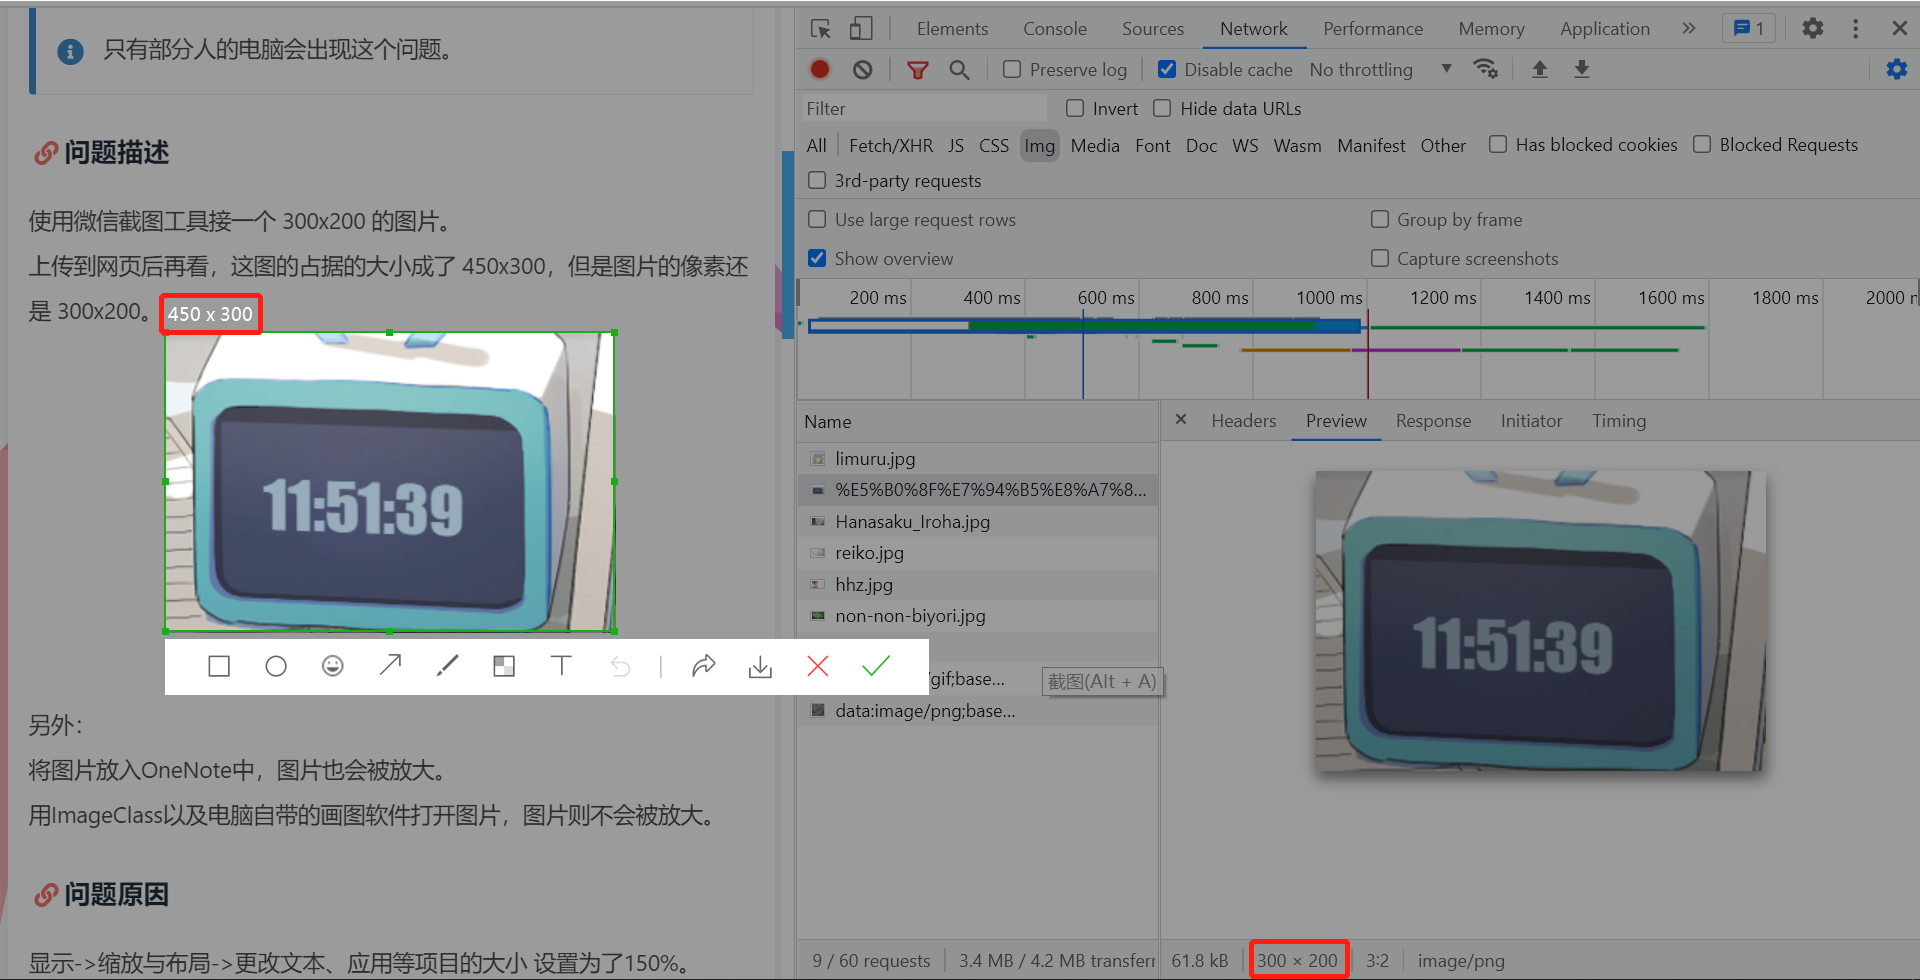 只有部分人的电脑会出现这个问题。
问题描述
使用微信截图工具接一个 300x200 的图片。
上传到网页后再看，这图的占据的大小成了 450x300，但是图片的像素还
是 300x200。
450 x 300
11:51:39
另外：
将图片放入OneNote中，图片也会被放大。
用ImageClass以及电脑自带的画图软件打开图片，图片则不会被放大。
问题原因
显示->缩放与布局->更改文本、应用等项目的大小 设置为了150%。
Elements Console Sources Network Performance Memory Application 1
Preserve log Disable cache No throttling
Filter Invert Hide data URLs
All Fetch/XHR JS CSS Img Media Font Doc WS Wasm Manifest Other Has blocked cookies Blocked Requests
3rd-party requests
Use large request rows Group by frame
Show overview Capture screenshots
200 ms 400 ms 600 ms 800 ms 1000 ms 1200 ms 1400 ms 1600 ms 1800 ms 2000 
Name
limuru.jpg
%E5%B0%8F%E7%94%B5%E8%A7%8...
Hanasaku_Iroha.jpg
reiko.jpg
hhz.jpg
non-non-biyori.jpg
/gif;base...
data:image/png;base...
截图(Alt + A)
Headers Preview Response Initiator Timing
11:51:39
9 / 60 requests 3.4 MB / 4.2 MB transferr
61.8 kB 300 × 200 3:2 image/png